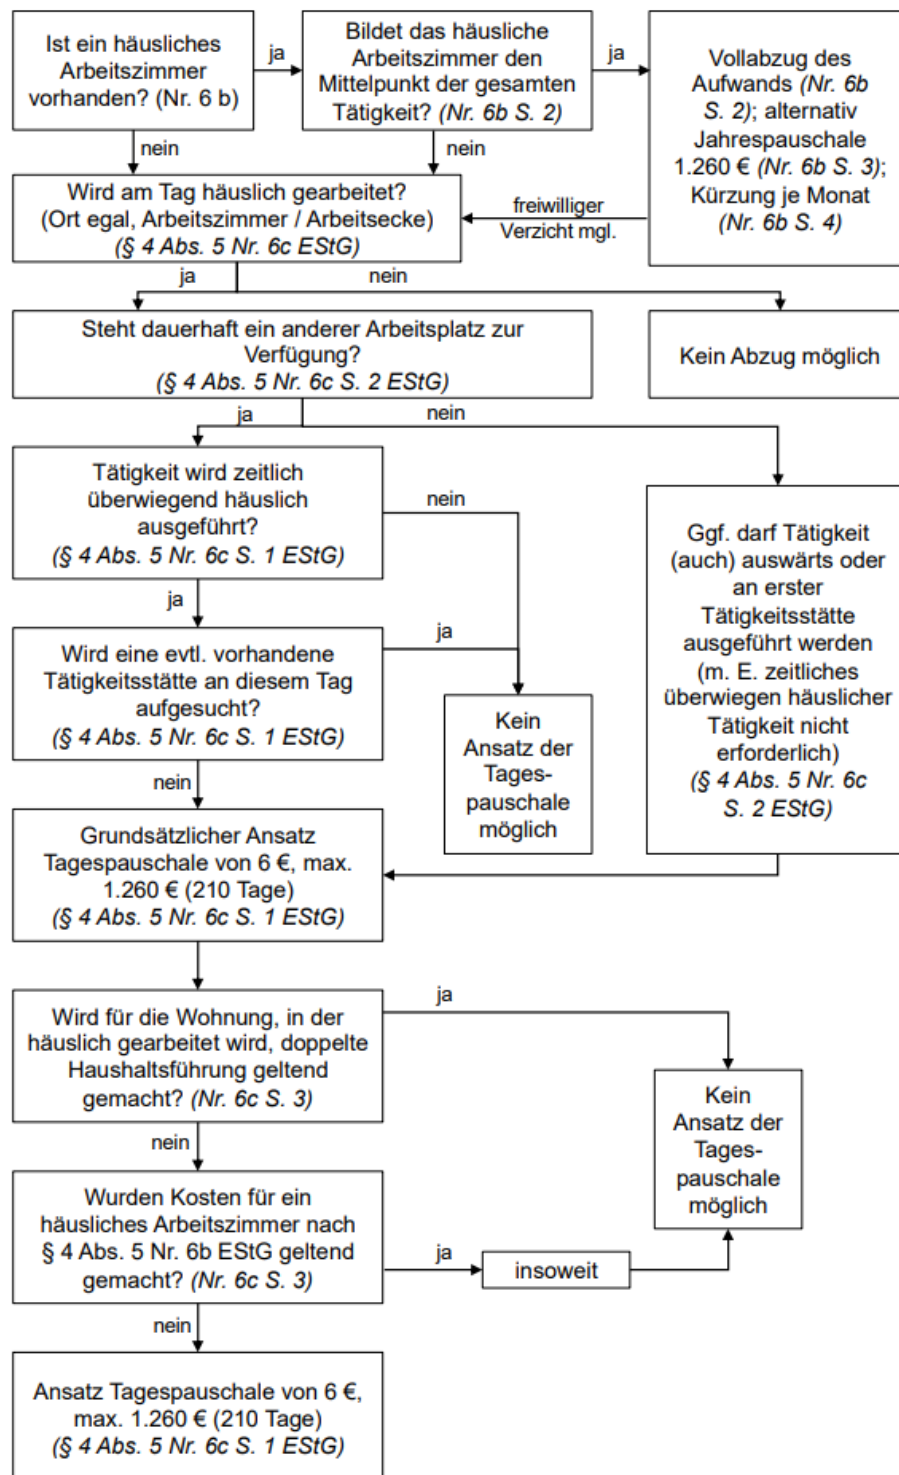 Ist ein häusliches
Arbeitszimmer
vorhanden? (Nr. 6 b)
ja
Bildet das häusliche
Arbeitszimmer den
Mittelpunkt der gesamten
Tätigkeit? (Nr. 6b S. 2)
ja
Vollabzug des
Aufwands (Nr. 6b
S. 2); alternativ
Jahrespauschale
1.260 € (Nr. 6b S. 3);
Kürzung je Monat
(Nr. 6b S. 4)
nein
nein
Wird am Tag häuslich gearbeitet?
(Ort egal, Arbeitszimmer / Arbeitsecke)
(§ 4 Abs. 5 Nr. 6c EStG)
freiwilliger
Verzicht mgl.
ja
nein
Steht dauerhaft ein anderer Arbeitsplatz zur
Verfügung?
(§ 4 Abs. 5 Nr. 6c S. 2 EStG)
Kein Abzug möglich
ja
nein
Tätigkeit wird zeitlich
überwiegend häuslich
ausgeführt?
(§ 4 Abs. 5 Nr. 6c S. 1 EStG)
nein
Ggf. darf Tätigkeit
(auch) auswärts oder
an erster
Tätigkeitsstätte
ausgeführt werden
(m. E. zeitliches
überwiegen häuslicher
Tätigkeit nicht
erforderlich)
(§ 4 Abs. 5 Nr. 6c
S. 2 EStG)
ja
Wird eine evtl. vorhandene
Tätigkeitsstätte an diesem Tag
aufgesucht?
(§ 4 Abs. 5 Nr. 6c S. 1 EStG)
ja
Kein
Ansatz der
Tages-
pauschale
möglich
nein
Grundsätzlicher Ansatz
Tagespauschale von 6 €, max.
1.260 € (210 Tage)
(§ 4 Abs. 5 Nr. 6c S. 1 EStG)
Wird für die Wohnung, in der
häuslich gearbeitet wird, doppelte
Haushaltsführung geltend
gemacht? (Nr. 6c S. 3)
ja
Kein
Ansatz der
Tages-
pauschale
möglich
nein
Wurden Kosten für ein
häusliches Arbeitszimmer nach
§ 4 Abs. 5 Nr. 6b EStG geltend
gemacht? (Nr. 6c S. 3)
ja
insoweit
nein
Ansatz Tagespauschale von 6 €,
max. 1.260 € (210 Tage)
(§ 4 Abs. 5 Nr. 6c S. 1 EStG)